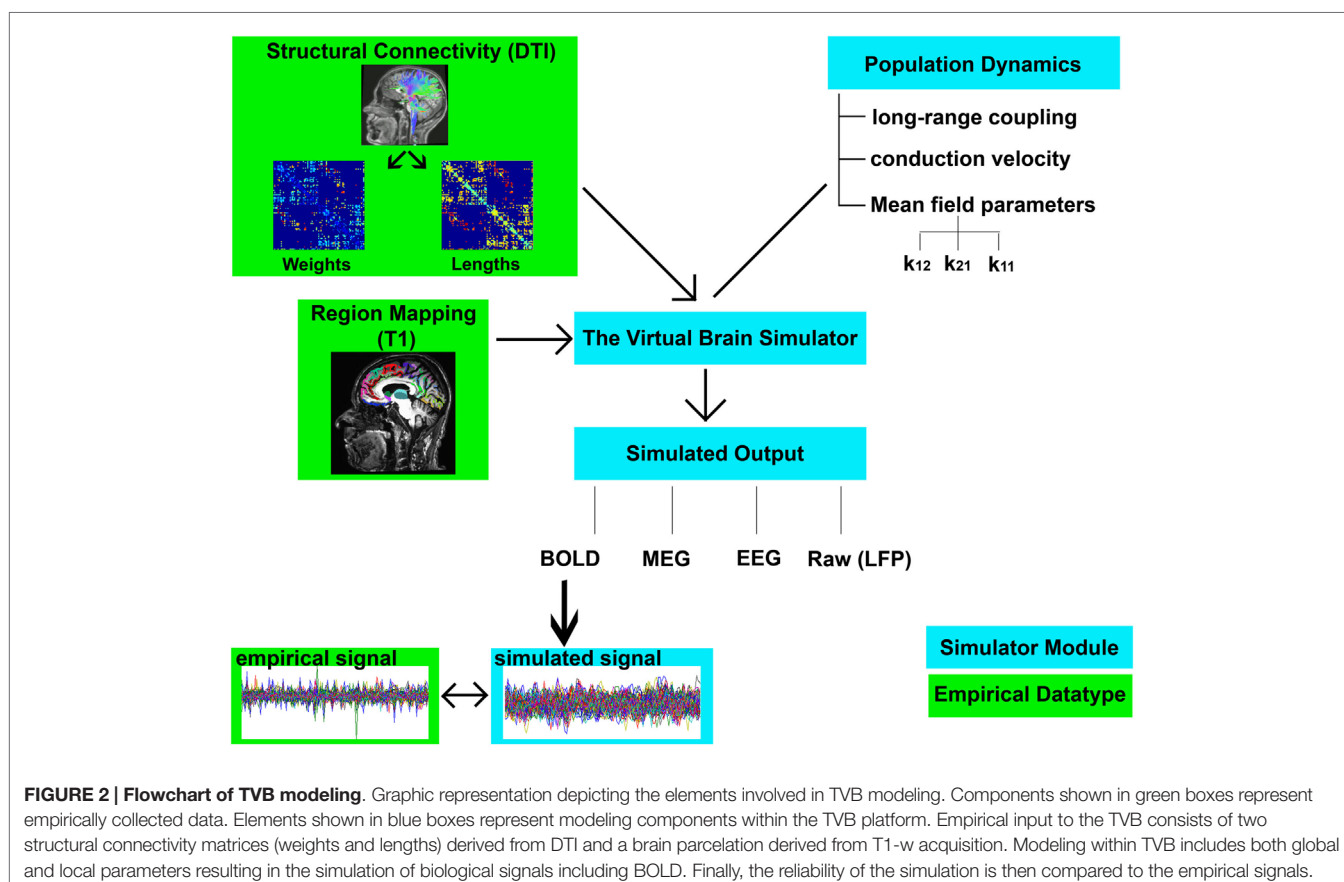 Structural Connectivity (DTI)
Weights
Lengths
Population Dynamics
long-range coupling
conduction velocity
Mean field parameters
k12 k21 k11
Region Mapping
(T1)
The Virtual Brain Simulator
Simulated Output
BOLD MEG EEG Raw (LFP)
empirical signal
simulated signal
Simulator Module
Empirical Datatype
FIGURE 2 | Flowchart of TVB modeling. Graphic representation depicting the elements involved in TVB modeling. Components shown in green boxes represent
empirically collected data. Elements shown in blue boxes represent modeling components within the TVB platform. Empirical input to the TVB consists of two
structural connectivity matrices (weights and lengths) derived from DTI and a brain parcelation derived from T1-w acquisition. Modeling within TVB includes both global
and local parameters resulting in the simulation of biological signals including BOLD. Finally, the reliability of the simulation is then compared to the empirical signals.